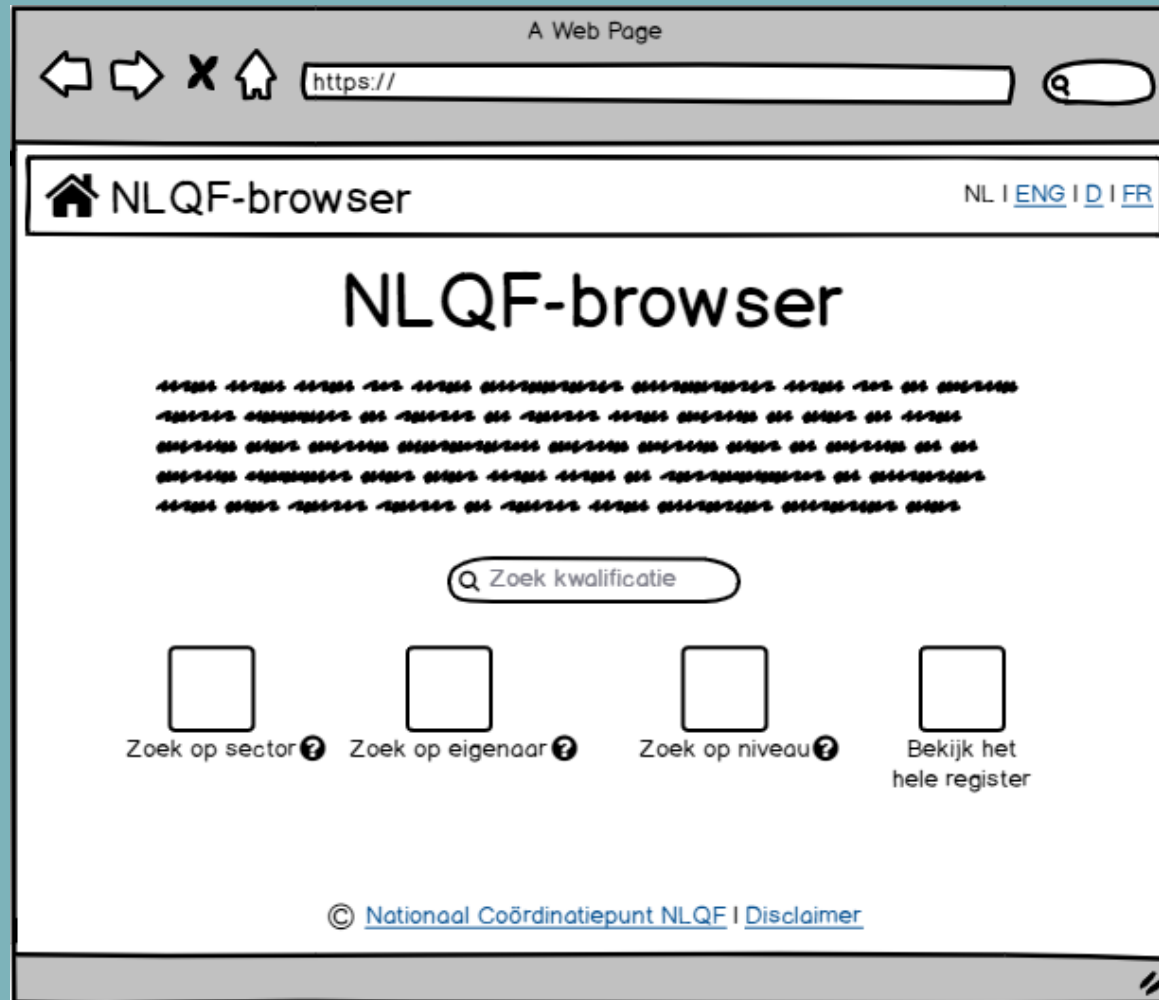 A Web Page
https://
NLQF-browser
NL | ENG | D | FR
NLQF-browser
Zoek kwalificatie
Zoek op sector ?
Zoek op eigenaar ?
Zoek op niveau ?
Bekijk het
hele register
© Nationaal Coördinatiepunt NLQF | Disclaimer